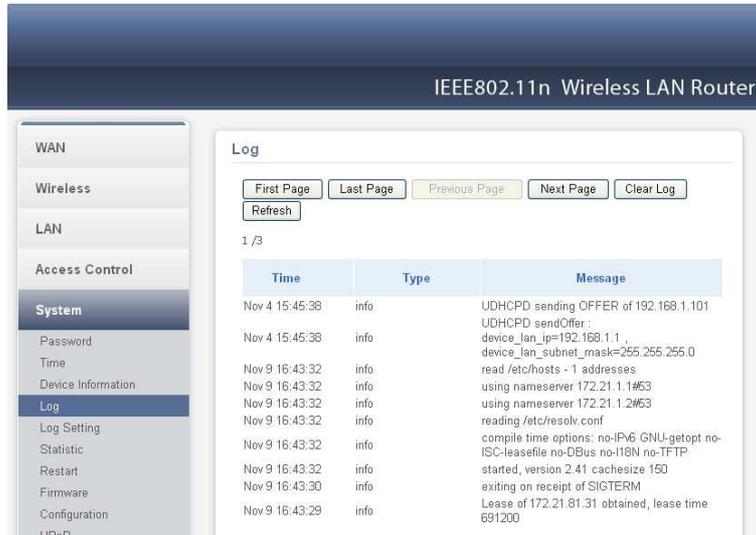 IEEE802.11n Wireless LAN Router
WAN
Wireless
LAN
Access Control
System
Password
Time
Device Information
Log
Log Setting
Statistic
Restart
Firmware
Configuration
UPnP
Log
First Page Last Page Previous Page Next Page Clear Log
Refresh
1 /3
Time Type Message
Nov 4 15:45:38 info UDHCPD sending OFFER of 192.168.1.101
Nov 4 15:45:38 info UDHCPD sendOffer :
device_lan_ip=192.168.1.1 ,
device_lan_subnet_mask=255.255.255.0
Nov 9 16:43:32 info read /etc/hosts - 1 addresses
Nov 9 16:43:32 info using nameserver 172.21.1.1#53
Nov 9 16:43:32 info using nameserver 172.21.1.2#53
Nov 9 16:43:32 info reading /etc/resolv.conf
Nov 9 16:43:32 info compile time options: no-IPv6 GNU-getopt no-
ISC-leasefile no-DBus no-I18N no-TFTP
Nov 9 16:43:32 info started, version 2.41 cachesize 150
Nov 9 16:43:30 info exiting on receipt of SIGTERM
Nov 9 16:43:29 info Lease of 172.21.81.31 obtained, lease time
691200